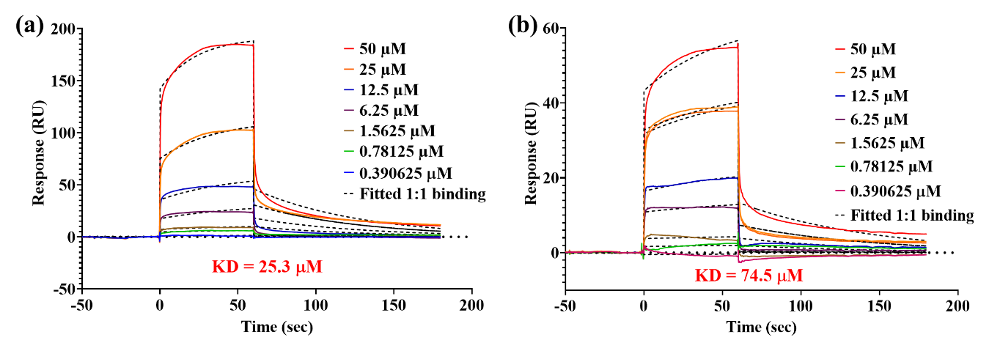 (a)
200
150
100
50
0
-50
-50
0
50
100
150
200
Response (RU)
Time (sec)
50 µM
25 µM
12.5 µM
6.25 µM
1.5625 µM
0.78125 µM
0.390625 µM
Fitted 1:1 binding
KD = 25.3 µM
(b)
60
40
20
0
-50
0
50
100
150
200
Response (RU)
Time (sec)
50 µM
25 µM
12.5 µM
6.25 µM
1.5625 µM
0.78125 µM
0.390625 µM
Fitted 1:1 binding
KD = 74.5 µM